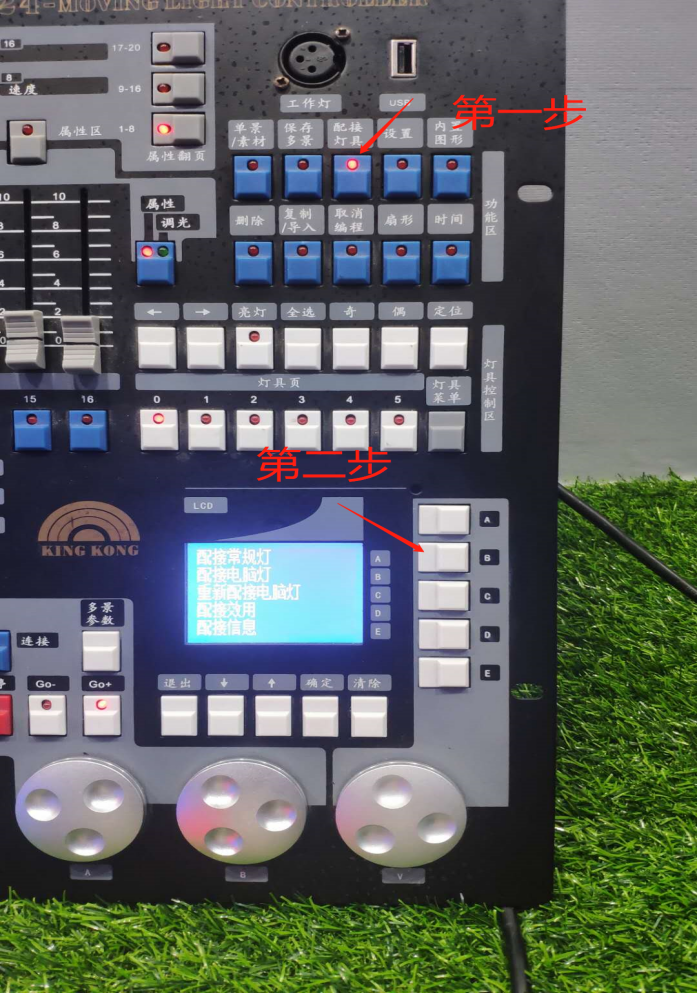 24-MOVING LIGHT CONTROLLER
16
17-20
8
速度
9-16
属性区
1-8
属性翻页
工作灯
USB
第一步
单景
/素材
保存
多景
配接
灯具
设置
图形
属性
调光
删除
复制
/导入
取消
编程
扇形
时间
功能区
10
10
8
8
6
6
4
4
2
2
0
0
←
→
亮灯
全选
奇
偶
定位
灯具页
灯具
菜单
灯具控制区
15
16
0
1
2
3
4
5
第二步
LCD
KING KONG
配接常规灯
配接电脑灯
重新配接电脑灯
配接效用
配接信息
A
B
C
D
E
A
B
C
D
E
多景
参数
连接
Go-
Go+
退出
↓
↑
确定
清除
A
B
V